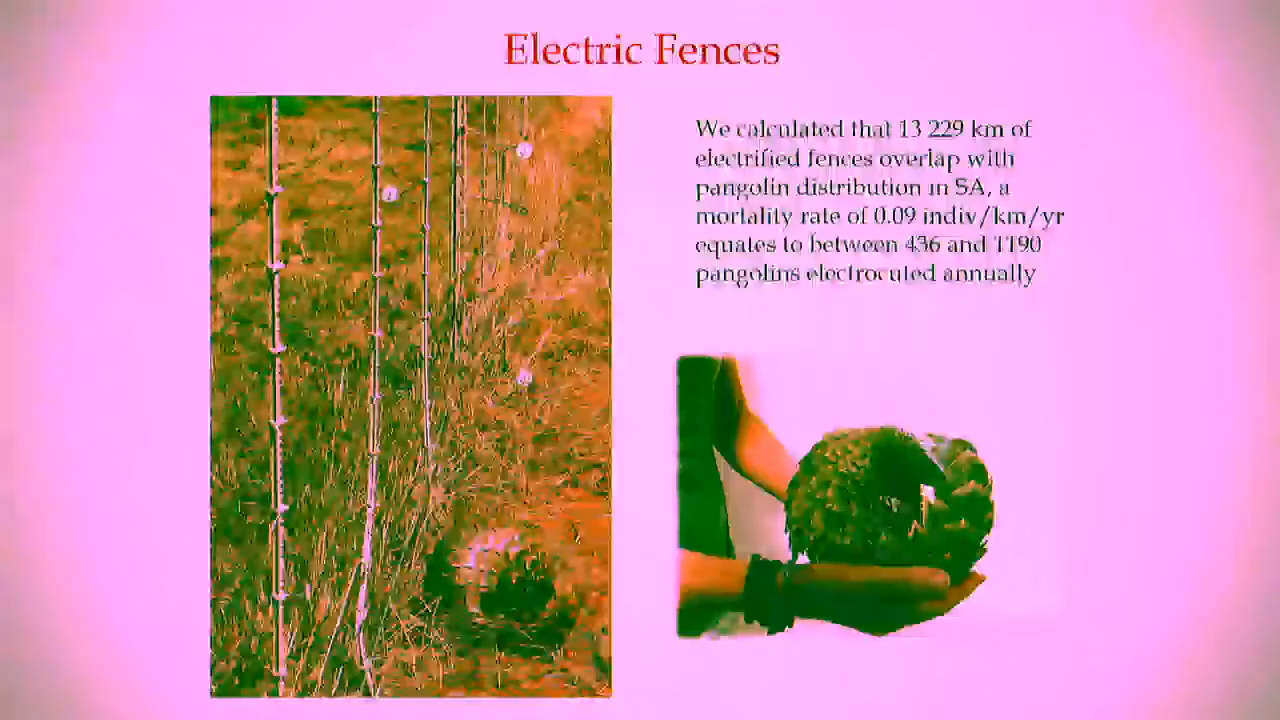 Electric Fences
We calculated that 13 229 km of
electrified fences overlap with
pangolin distribution in SA, a
mortality rate of 0.09 indiv/km/yr
equates to between 436 and 1190
pangolins electrocuted annually